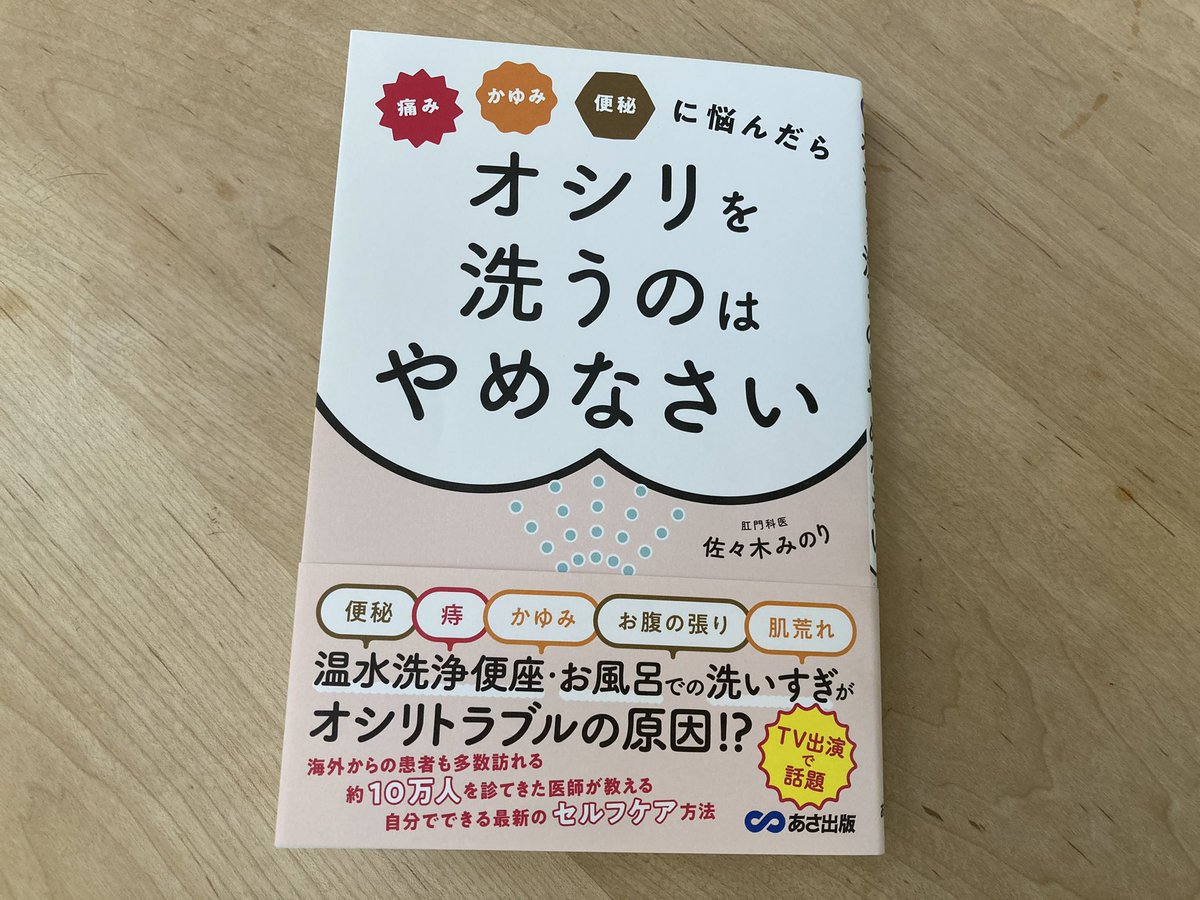 痛み かゆみ 便秘 に悩んだら
オシリを
洗うのは
やめなさい
肛門科医
佐々木みのり
便秘 痔 かゆみ お腹の張り 肌荒れ
温水洗浄便座・お風呂での洗いすぎが
オシリトラブルの原因!?
海外からの患者も多数訪れる
約10万人を診てきた医師が教える
自分でできる最新のセルフケア方法
TV出演
で
話題
あさ出版